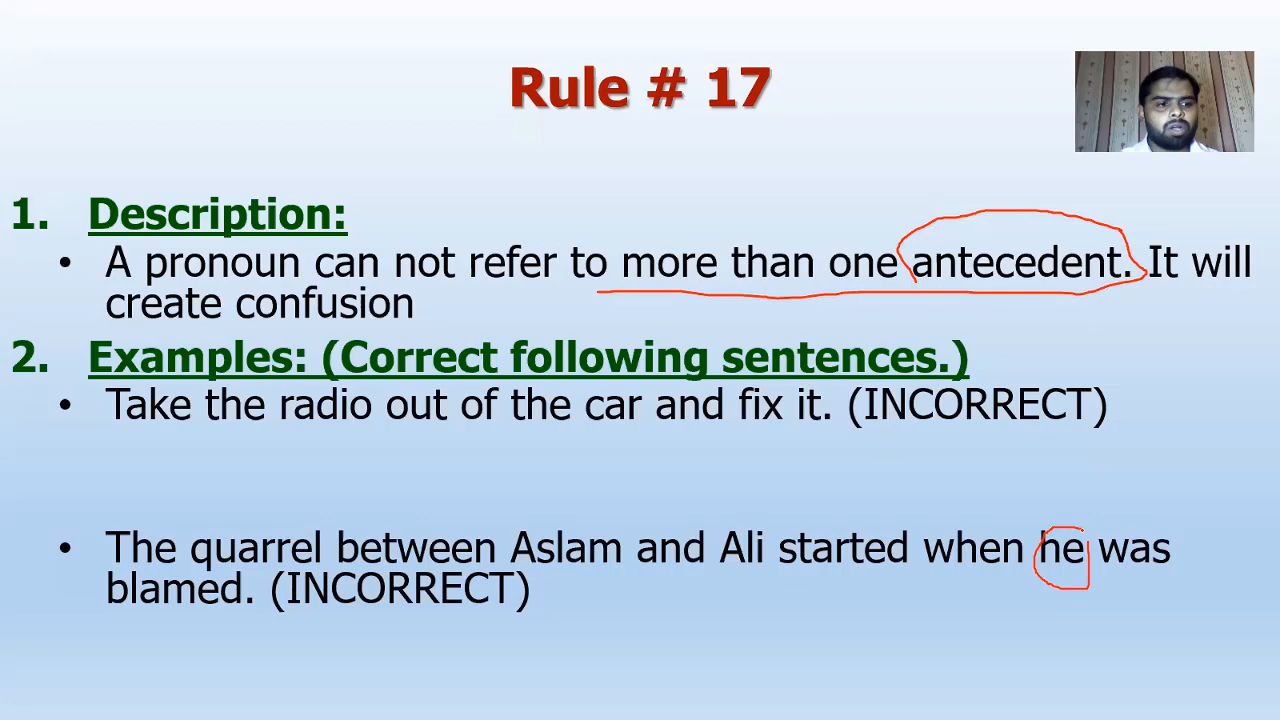 Rule # 17
1. Description:
• A pronoun can not refer to more than one antecedent. It will
create confusion
2. Examples: (Correct following sentences.)
• Take the radio out of the car and fix it. (INCORRECT)
• The quarrel between Aslam and Ali started when he was
blamed. (INCORRECT)